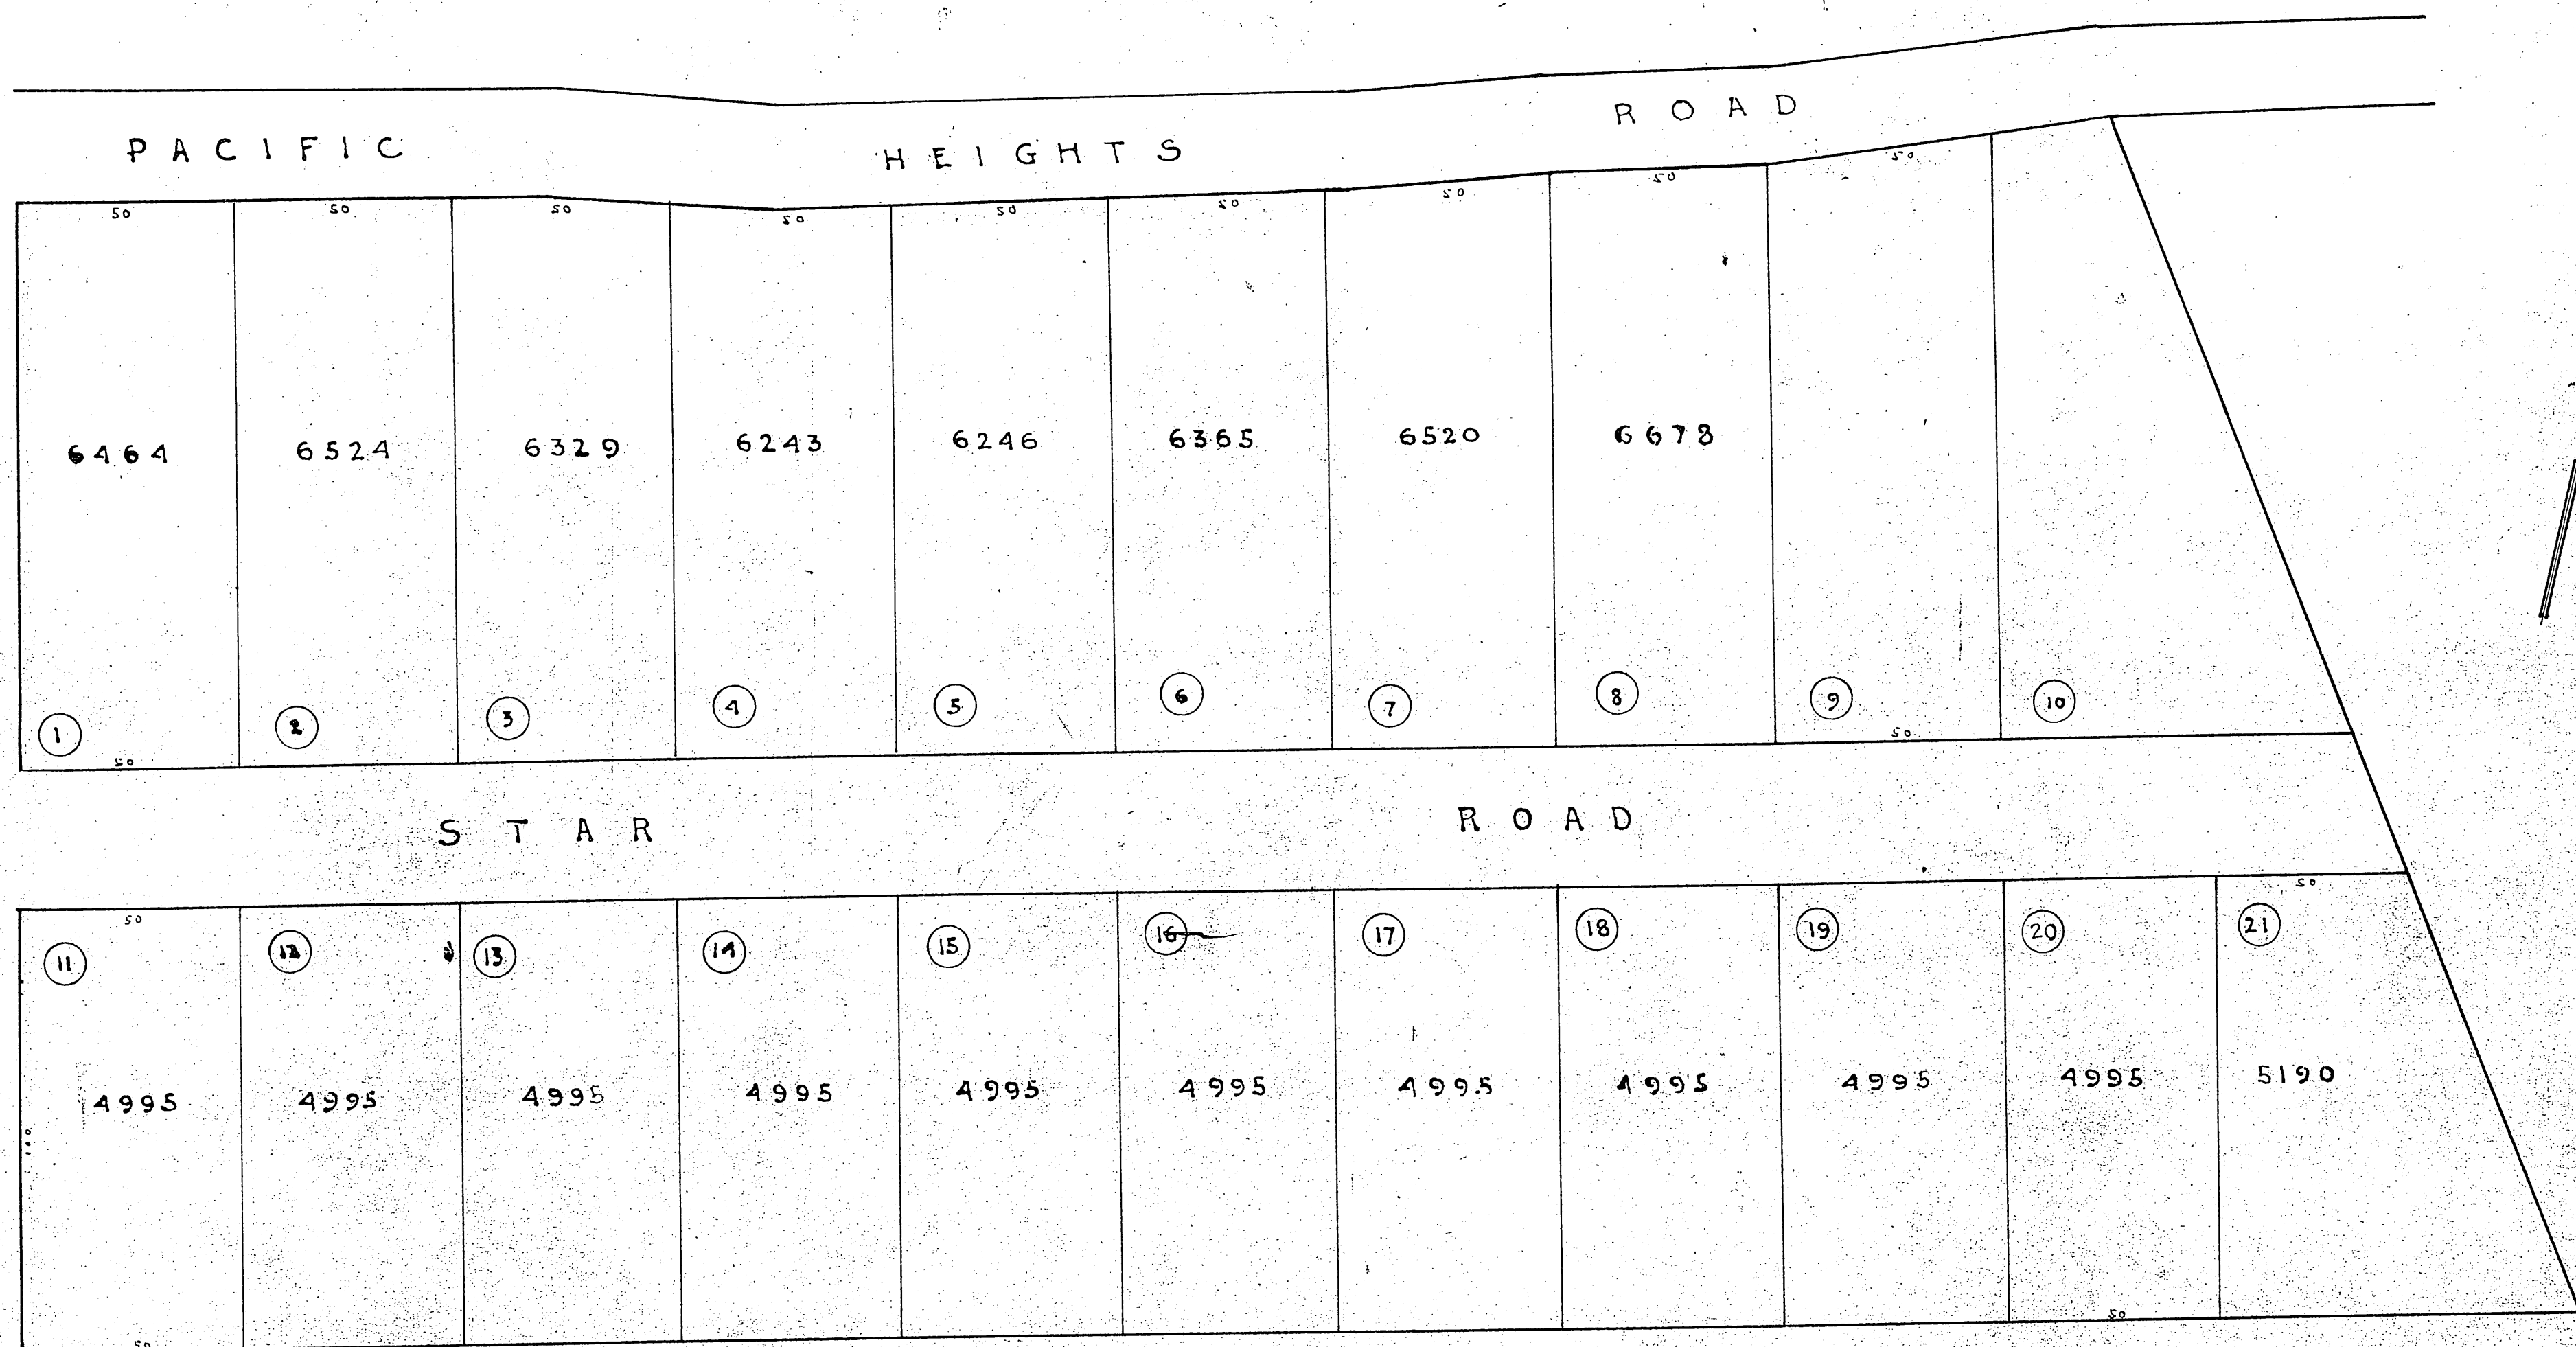 PACIFIC HEIGHTS ROAD
50 50 50 50 50 50 50 50 50
6464 6524 6329 6243 6246 6365 6520 6678
1 2 3 4 5 6 7 8 9 10
50 50
STAR ROAD
50 50
11 12 13 14 15 16 17 18 19 20 21
4995 4995 4995 4995 4995 4995 4995 4995 4995 4995 5190
100
50 50